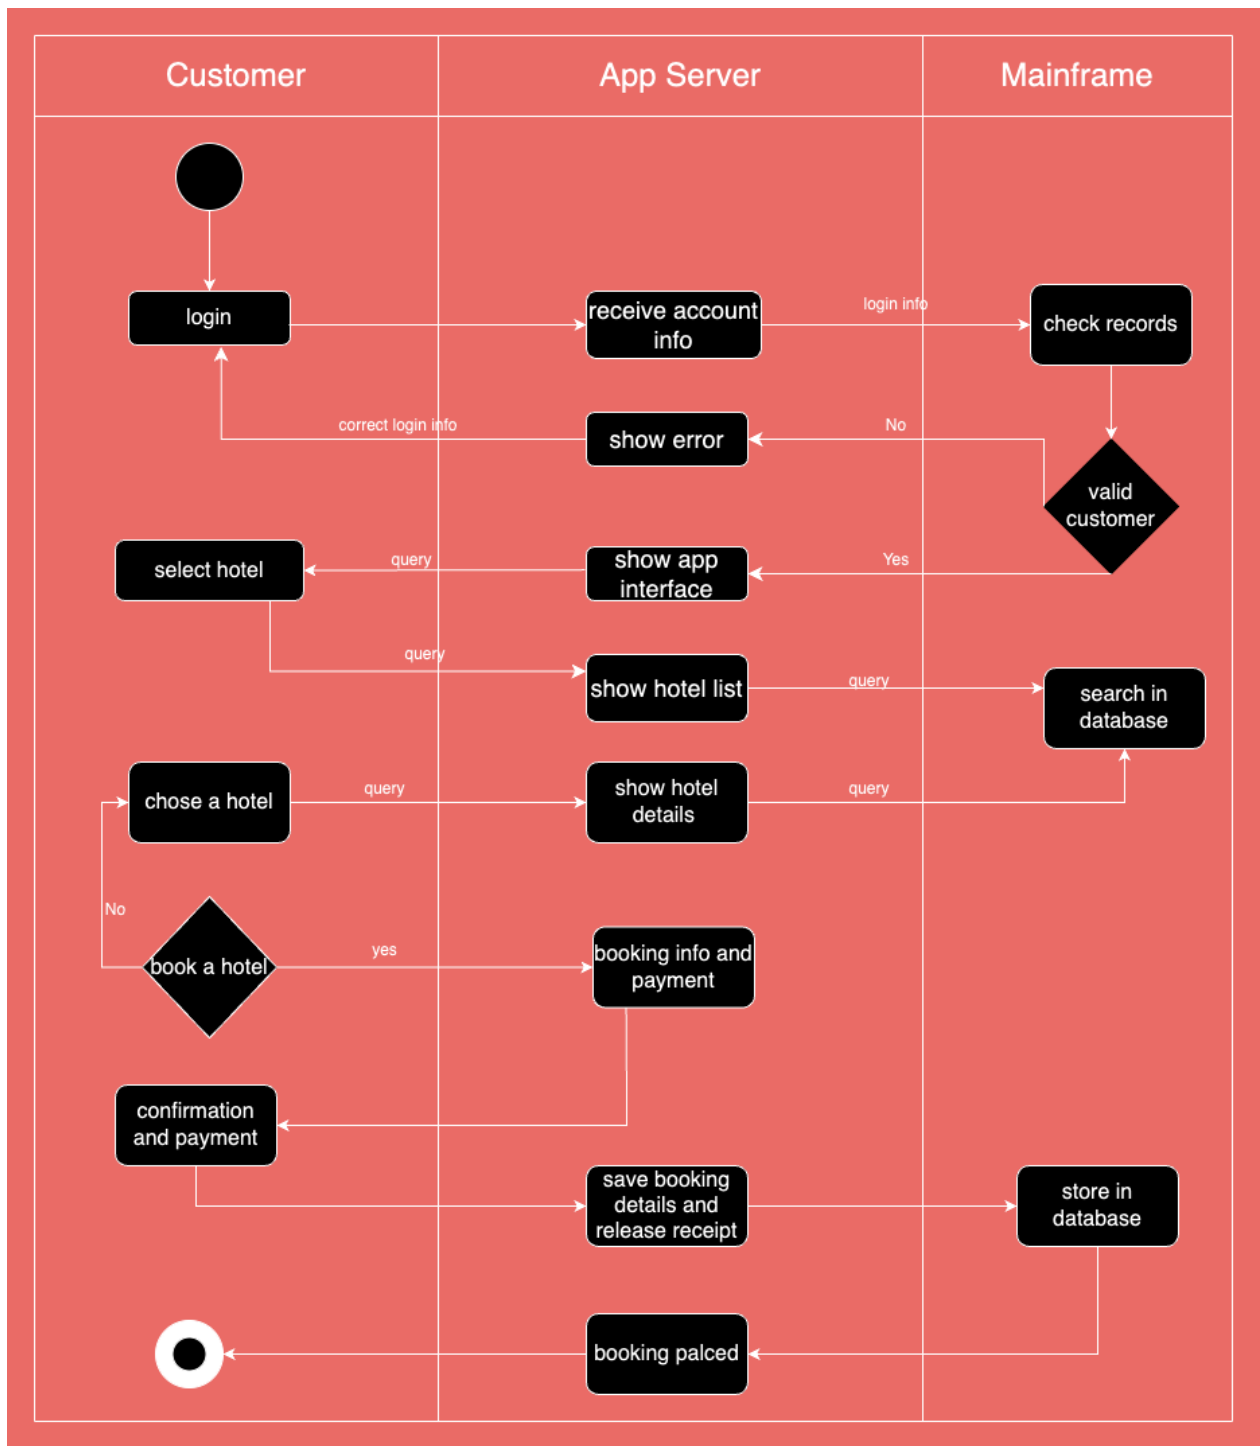 Customer
App Server
Mainframe
login
receive account
info
login info
check records
correct login info
show error
No
valid
customer
select hotel
query
show app
interface
Yes
query
show hotel list
query
search in
database
chose a hotel
query
show hotel
details
query
No
book a hotel
yes
booking info and
payment
confirmation
and payment
save booking
details and
release receipt
store in
database
booking palced